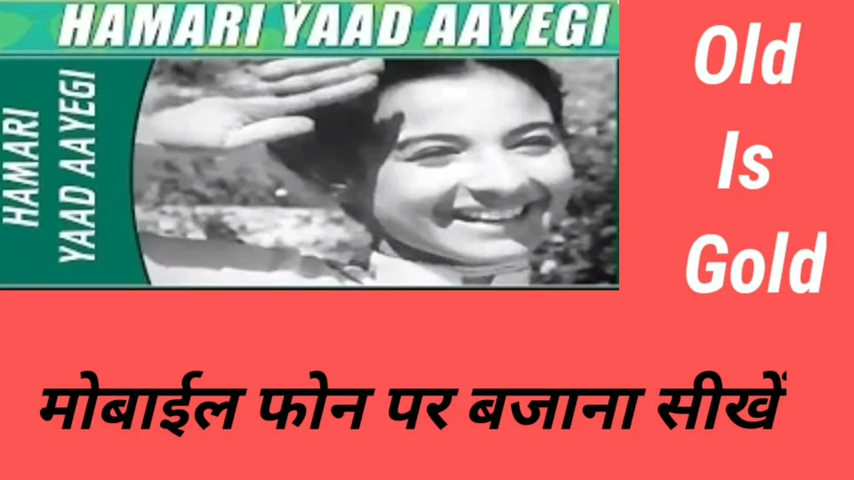 HAMARI YAAD AAYEGI
HAMARI
YAAD AAYEGI
Old
Is
Gold
मोबाईल फोन पर बजाना सीखें